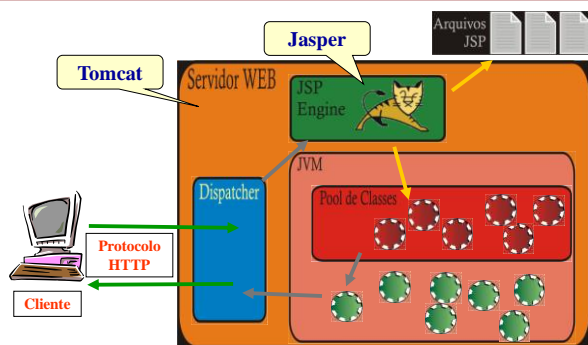 Arquivos
JSP
Jasper
Tomcat
Servidor WEB
JSP
Engine
JVM
Dispatcher
Pool de Classes
Protocolo
HTTP
Cliente